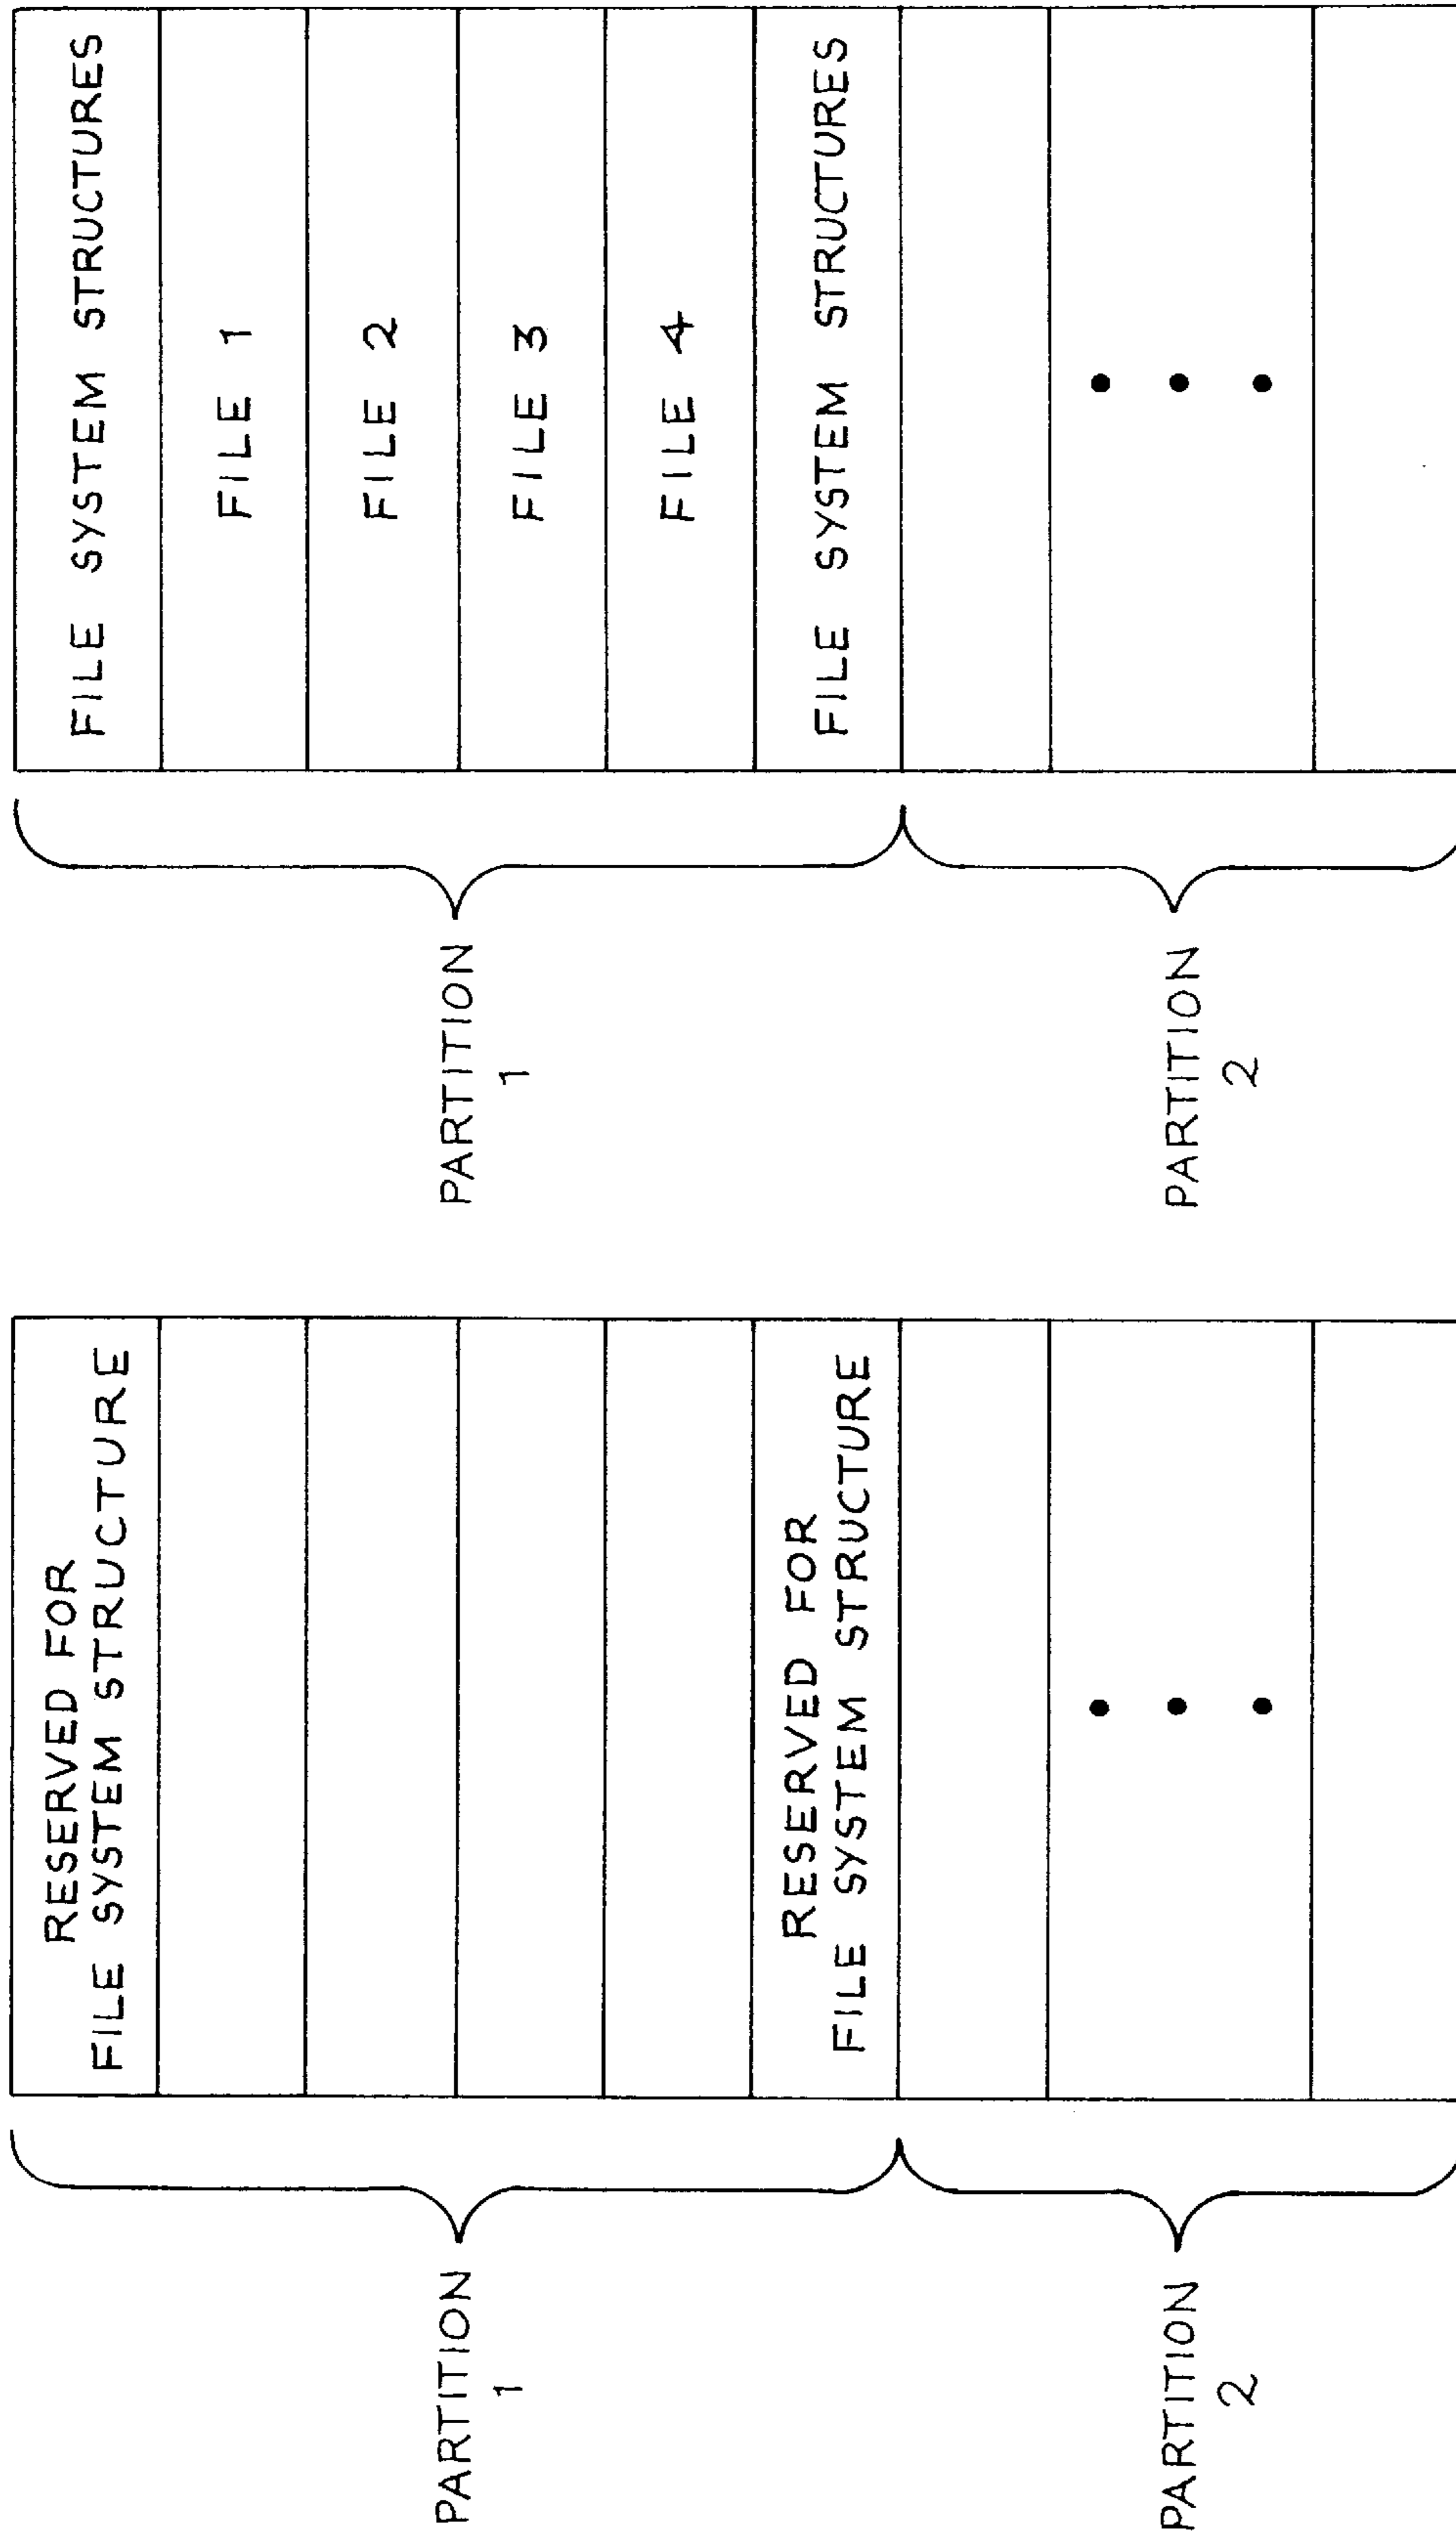 PARTITION
1
RESERVED FOR
FILE SYSTEM STRUCTURE
RESERVED FOR
FILE SYSTEM STRUCTURE
PARTITION
2
PARTITION
1
FILE SYSTEM STRUCTURES
FILE 1
FILE 2
FILE 3
FILE 4
FILE SYSTEM STRUCTURES
PARTITION
2